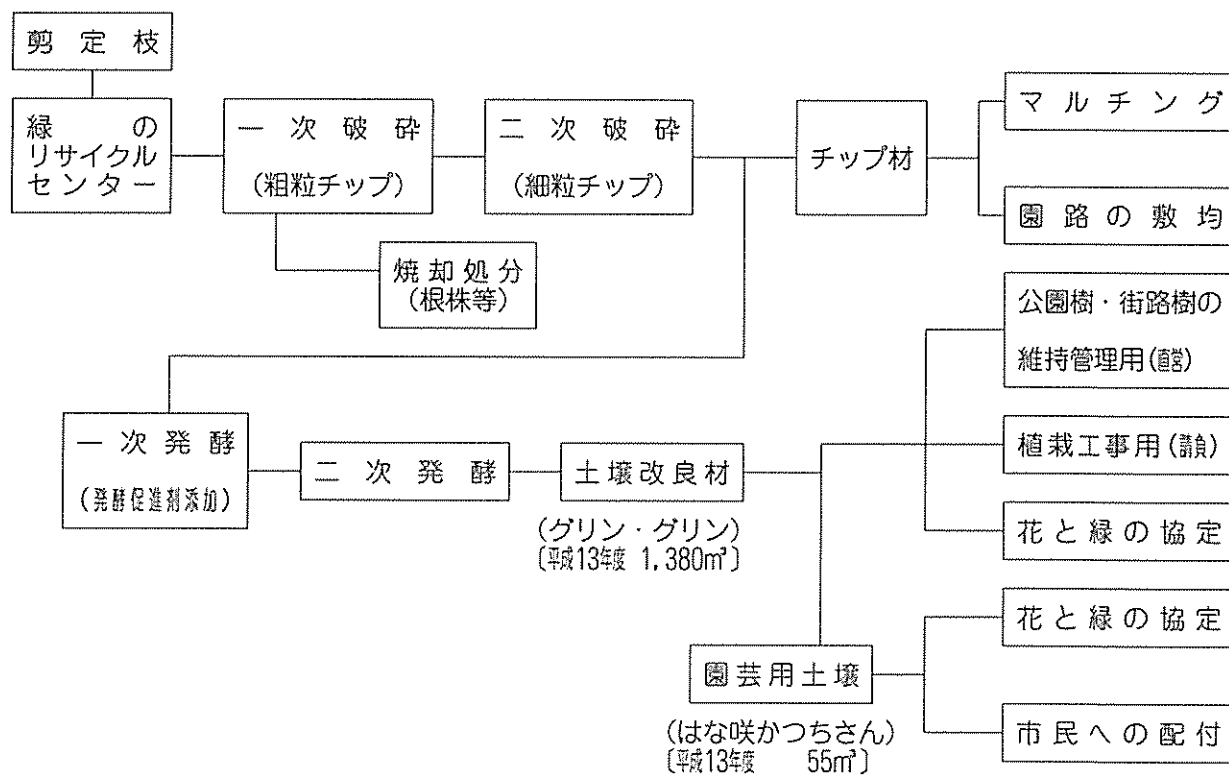 剪定枝
緑の
リサイクル
センター
一次破砕
(粗粒チップ)
二次破砕
(細粒チップ)
チップ材
マルチング
園路の敷均
焼却処分
(根株等)
公園樹・街路樹の
維持管理用(直営)
一次発酵
(発酵促進剤添加)
二次発酵
土壌改良材
(グリン・グリン)
〔平成13年度 1,380m³〕
植栽工事用(請負)
花と緑の協定
花と緑の協定
園芸用土壌
(はな咲かつちさん)
〔平成13年度 55m³〕
市民への配付